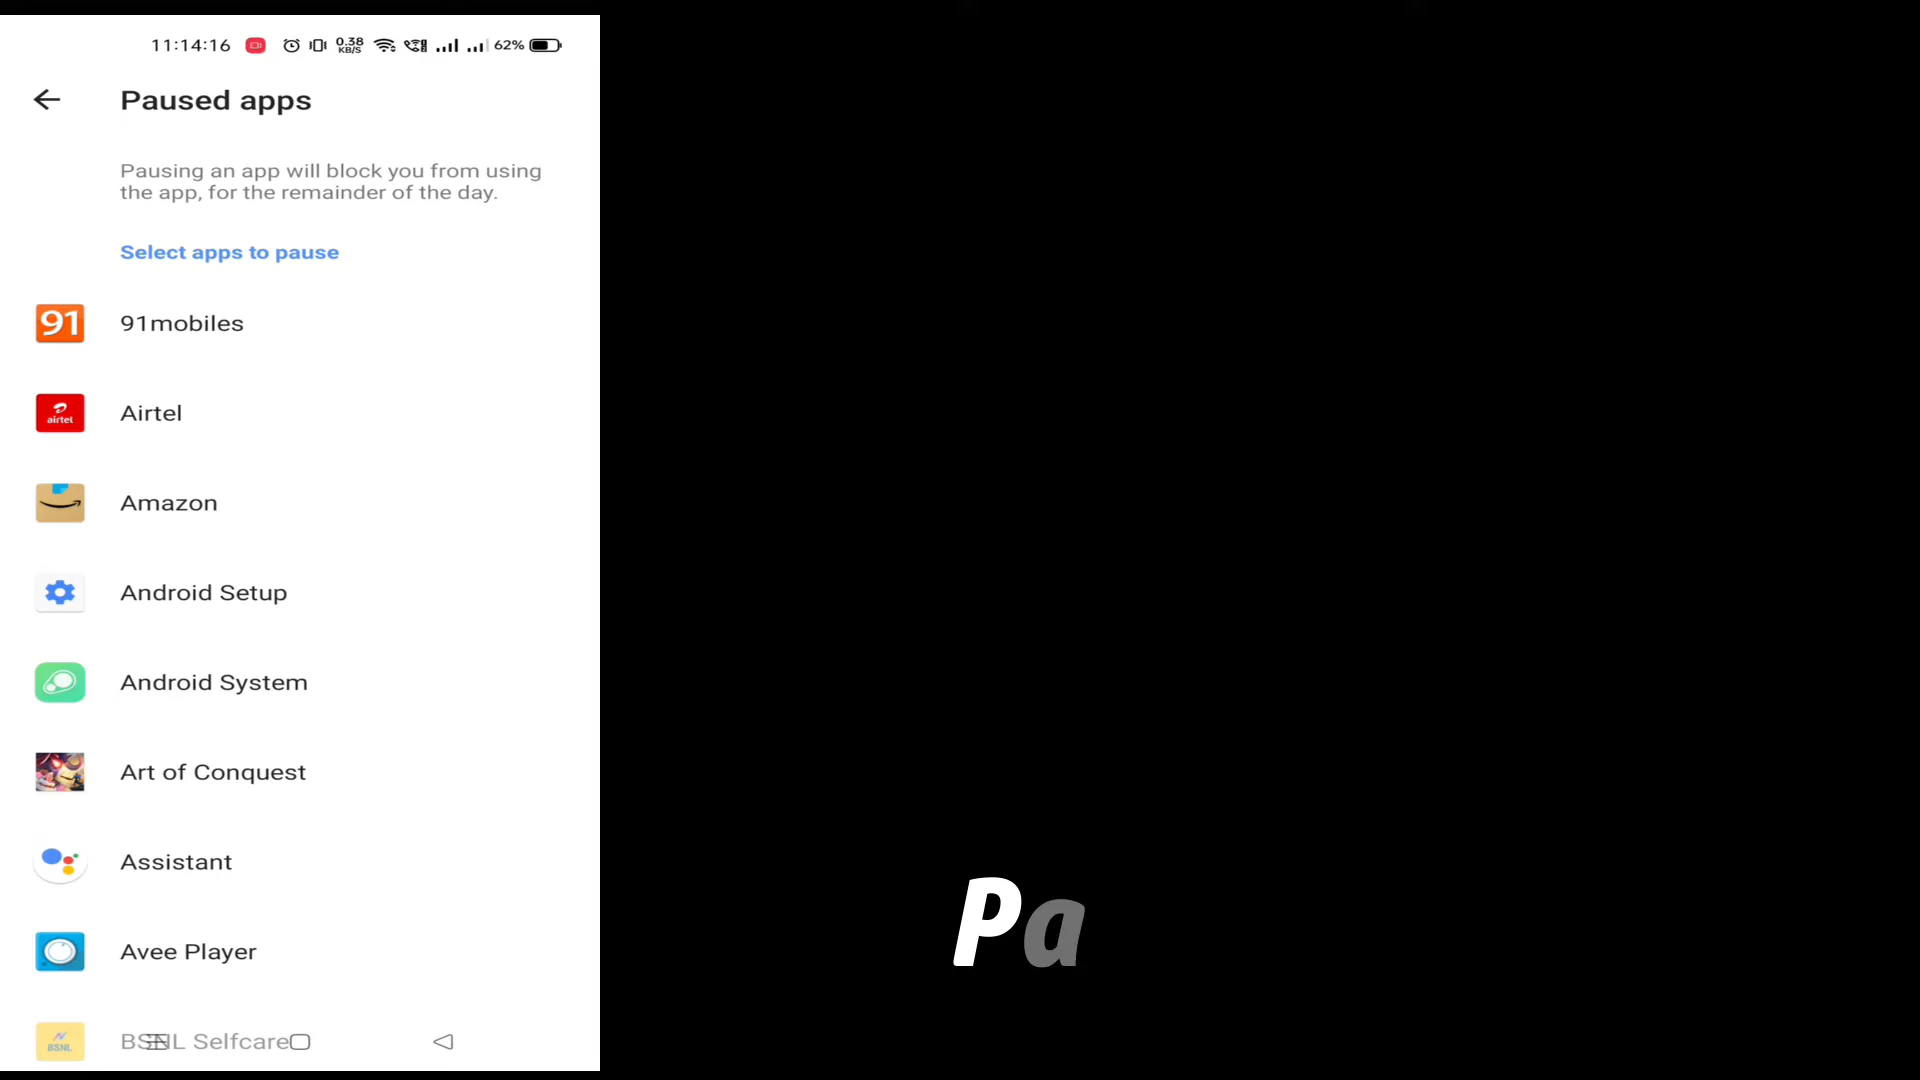 11:14:16 0.38 KB/S 62%
Paused apps
Pausing an app will block you from using
the app, for the remainder of the day.
Select apps to pause
91 91mobiles
airtel Airtel
Amazon
Android Setup
Android System
Art of Conquest
Assistant
Avee Player
BSNL BSNL Selfcare
Pa